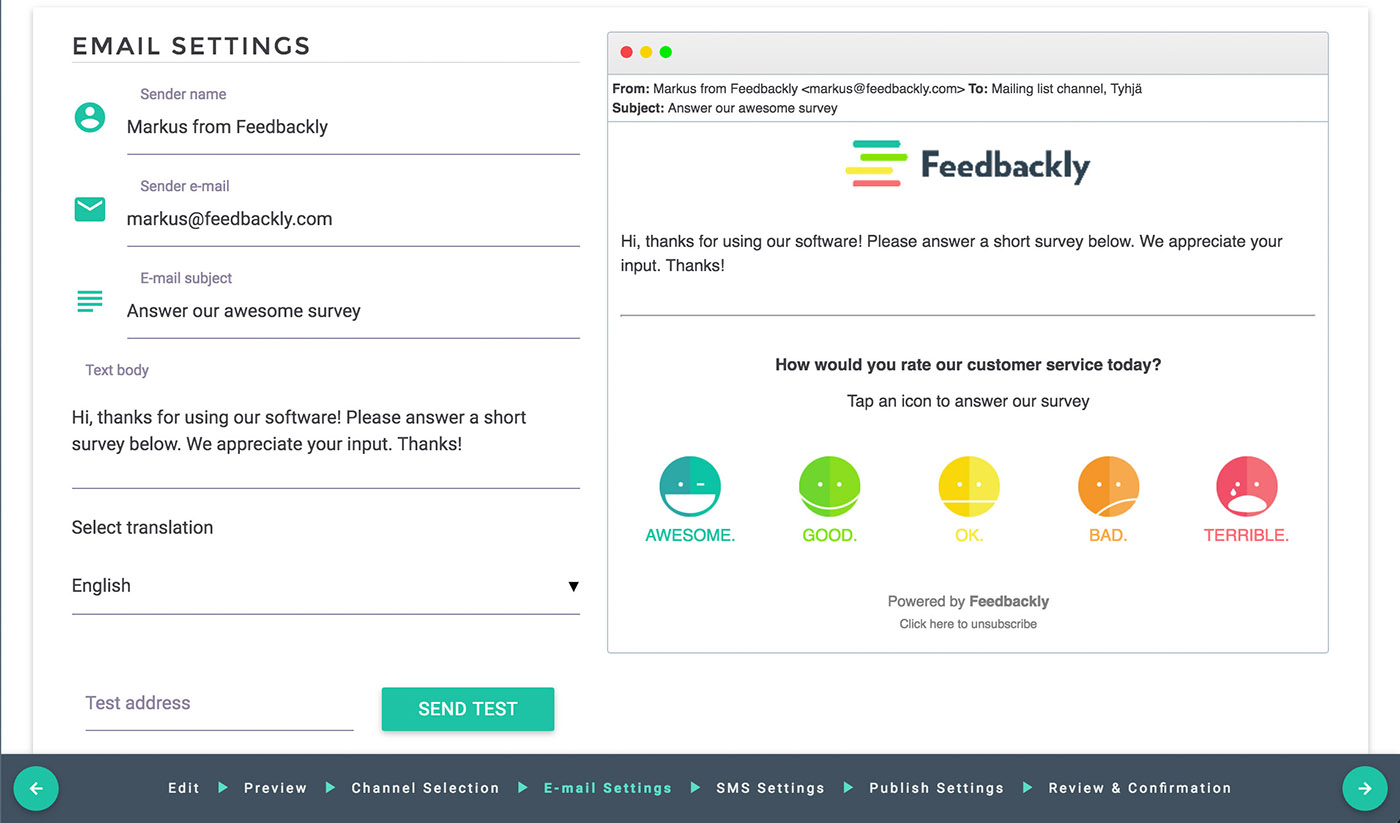 EMAIL SETTINGS
Sender name
Markus from Feedbackly
Sender e-mail
markus@feedbackly.com
E-mail subject
Answer our awesome survey
Text body
Hi, thanks for using our software! Please answer a short
survey below. We appreciate your input. Thanks!
Select translation
English
Test address
SEND TEST
From: Markus from Feedbackly <markus@feedbackly.com> To: Mailing list channel, Tyhjä
Subject: Answer our awesome survey
Feedbackly
Hi, thanks for using our software! Please answer a short survey below. We appreciate your
input. Thanks!
How would you rate our customer service today?
Tap an icon to answer our survey
AWESOME. GOOD. OK. BAD. TERRIBLE.
Powered by Feedbackly
Click here to unsubscribe
Edit Preview Channel Selection E-mail Settings SMS Settings Publish Settings Review & Confirmation